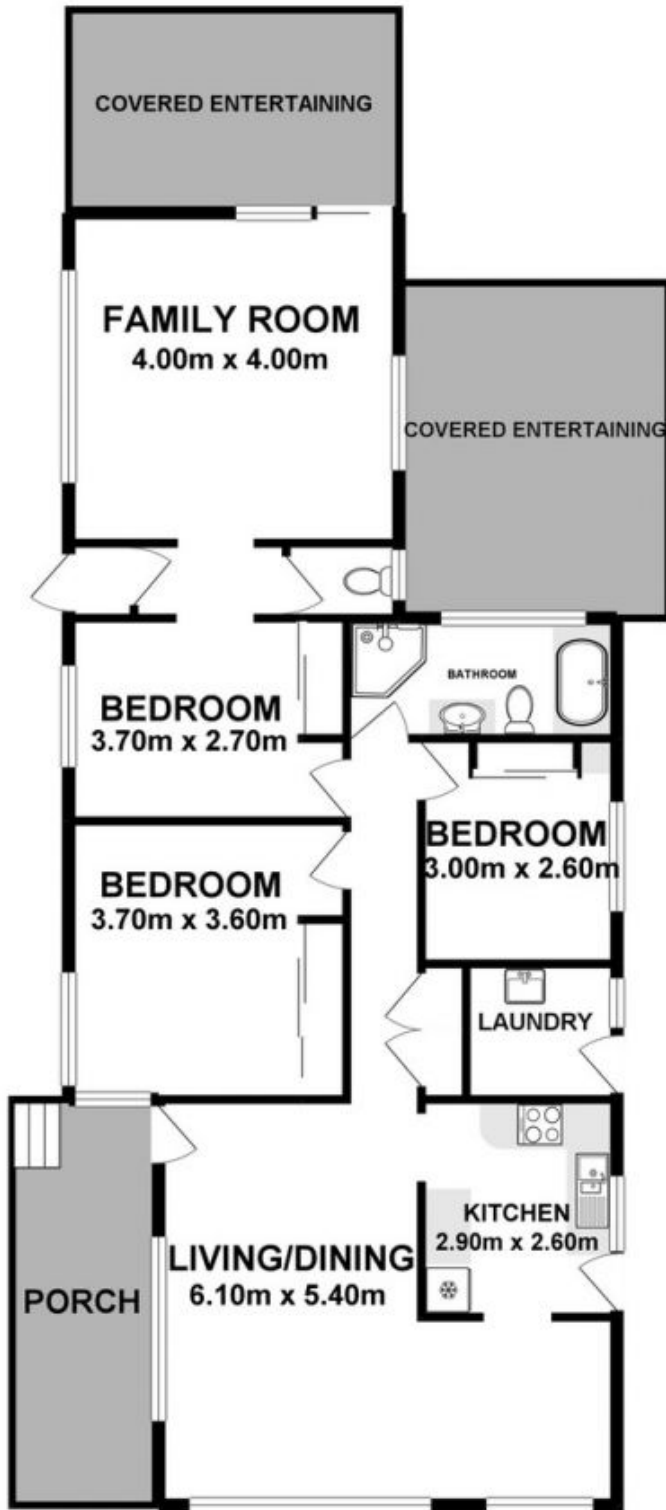 COVERED ENTERTAINING
FAMILY ROOM
4.00m x 4.00m
COVERED ENTERTAINING
BATHROOM
BEDROOM
3.70m x 2.70m
BEDROOM
3.00m x 2.60m
BEDROOM
3.70m x 3.60m
LAUNDRY
KITCHEN
2.90m x 2.60m
LIVING/DINING
6.10m x 5.40m
PORCH